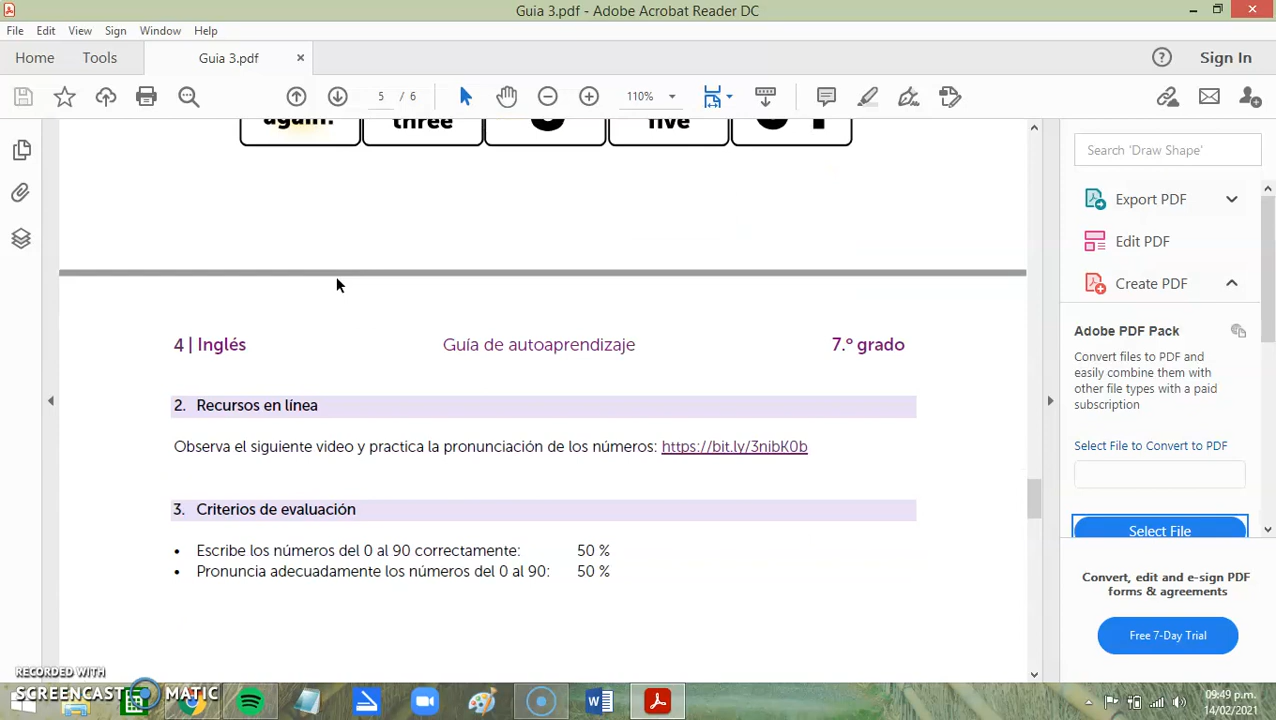 Guia 3.pdf - Adobe Acrobat Reader DC
File Edit View Sign Window Help
Home Tools Guia 3.pdf × ? Sign In
5 / 6 110%
again. three five
Search 'Draw Shape'
Export PDF
Edit PDF
Create PDF
Adobe PDF Pack
Convert files to PDF and
easily combine them with
other file types with a paid
subscription
Select File to Convert to PDF
Select File
Convert, edit and e-sign PDF
forms & agreements
Free 7-Day Trial
4 | Inglés Guía de autoaprendizaje 7.º grado
2. Recursos en línea
Observa el siguiente video y practica la pronunciación de los números: https://bit.ly/3nibK0b
3. Criterios de evaluación
• Escribe los números del 0 al 90 correctamente: 50 %
• Pronuncia adecuadamente los números del 0 al 90: 50 %
RECORDED WITH
SCREENCAST MATIC
09:49 p.m.
14/02/2021